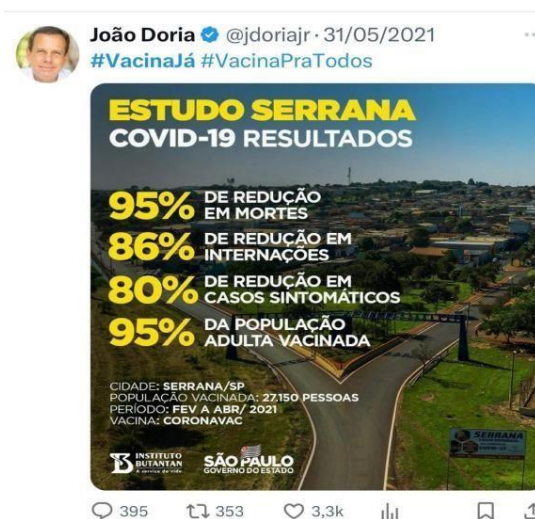 João Doria @jdoriajr · 31/05/2021
#VacinaJá #VacinaPraTodos
ESTUDO SERRANA
COVID-19 RESULTADOS
95% DE REDUÇÃO EM MORTES
86% DE REDUÇÃO EM INTERNAÇÕES
80% DE REDUÇÃO EM CASOS SINTOMÁTICOS
95% DA POPULAÇÃO ADULTA VACINADA
CIDADE: SERRANA/SP
POPULAÇÃO VACINADA: 27.150 PESSOAS
PERÍODO: FEV A ABR/ 2021
VACINA: CORONAVAC
INSTITUTO BUTANTAN
A serviço da vida
SÃO PAULO
GOVERNO DO ESTADO
SERRANA
395 353 3,3k